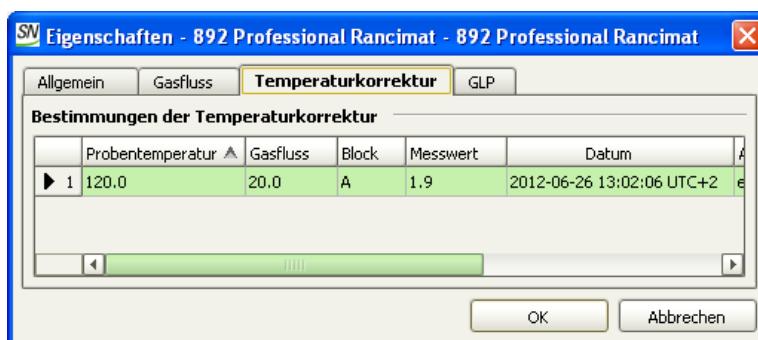 SN Eigenschaften - 892 Professional Rancimat - 892 Professional Rancimat
Allgemein Gasfluss Temperaturkorrektur GLP
Bestimmungen der Temperaturkorrektur
Probentemperatur Gasfluss Block Messwert Datum
1 120.0 20.0 A 1.9 2012-06-26 13:02:06 UTC+2
OK Abbrechen